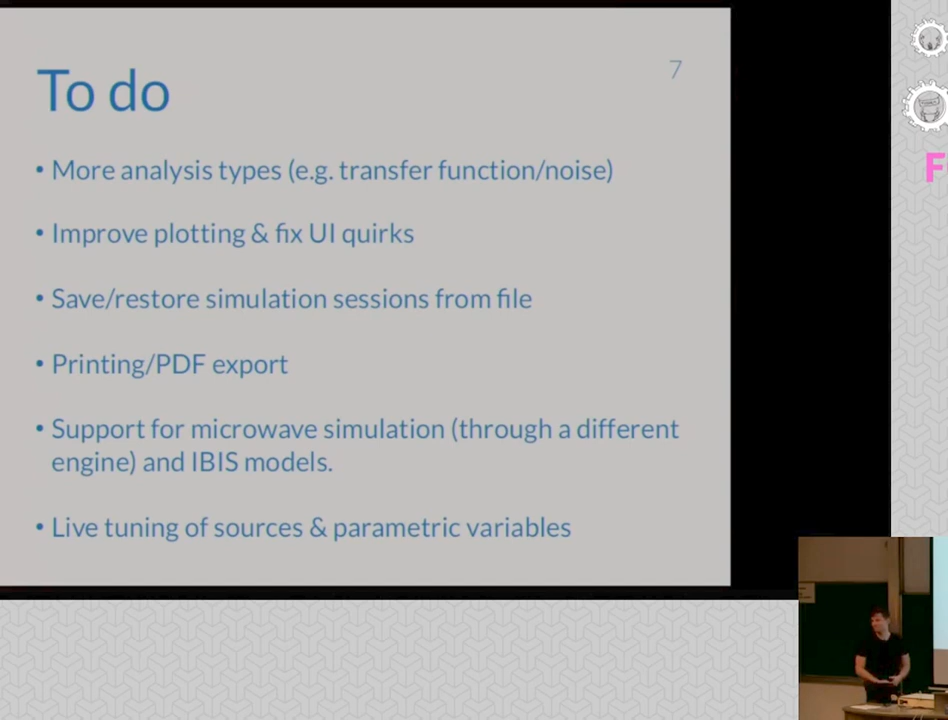 To do
7
• More analysis types (e.g. transfer function/noise)
• Improve plotting & fix UI quirks
• Save/restore simulation sessions from file
• Printing/PDF export
• Support for microwave simulation (through a different
engine) and IBIS models.
• Live tuning of sources & parametric variables
F